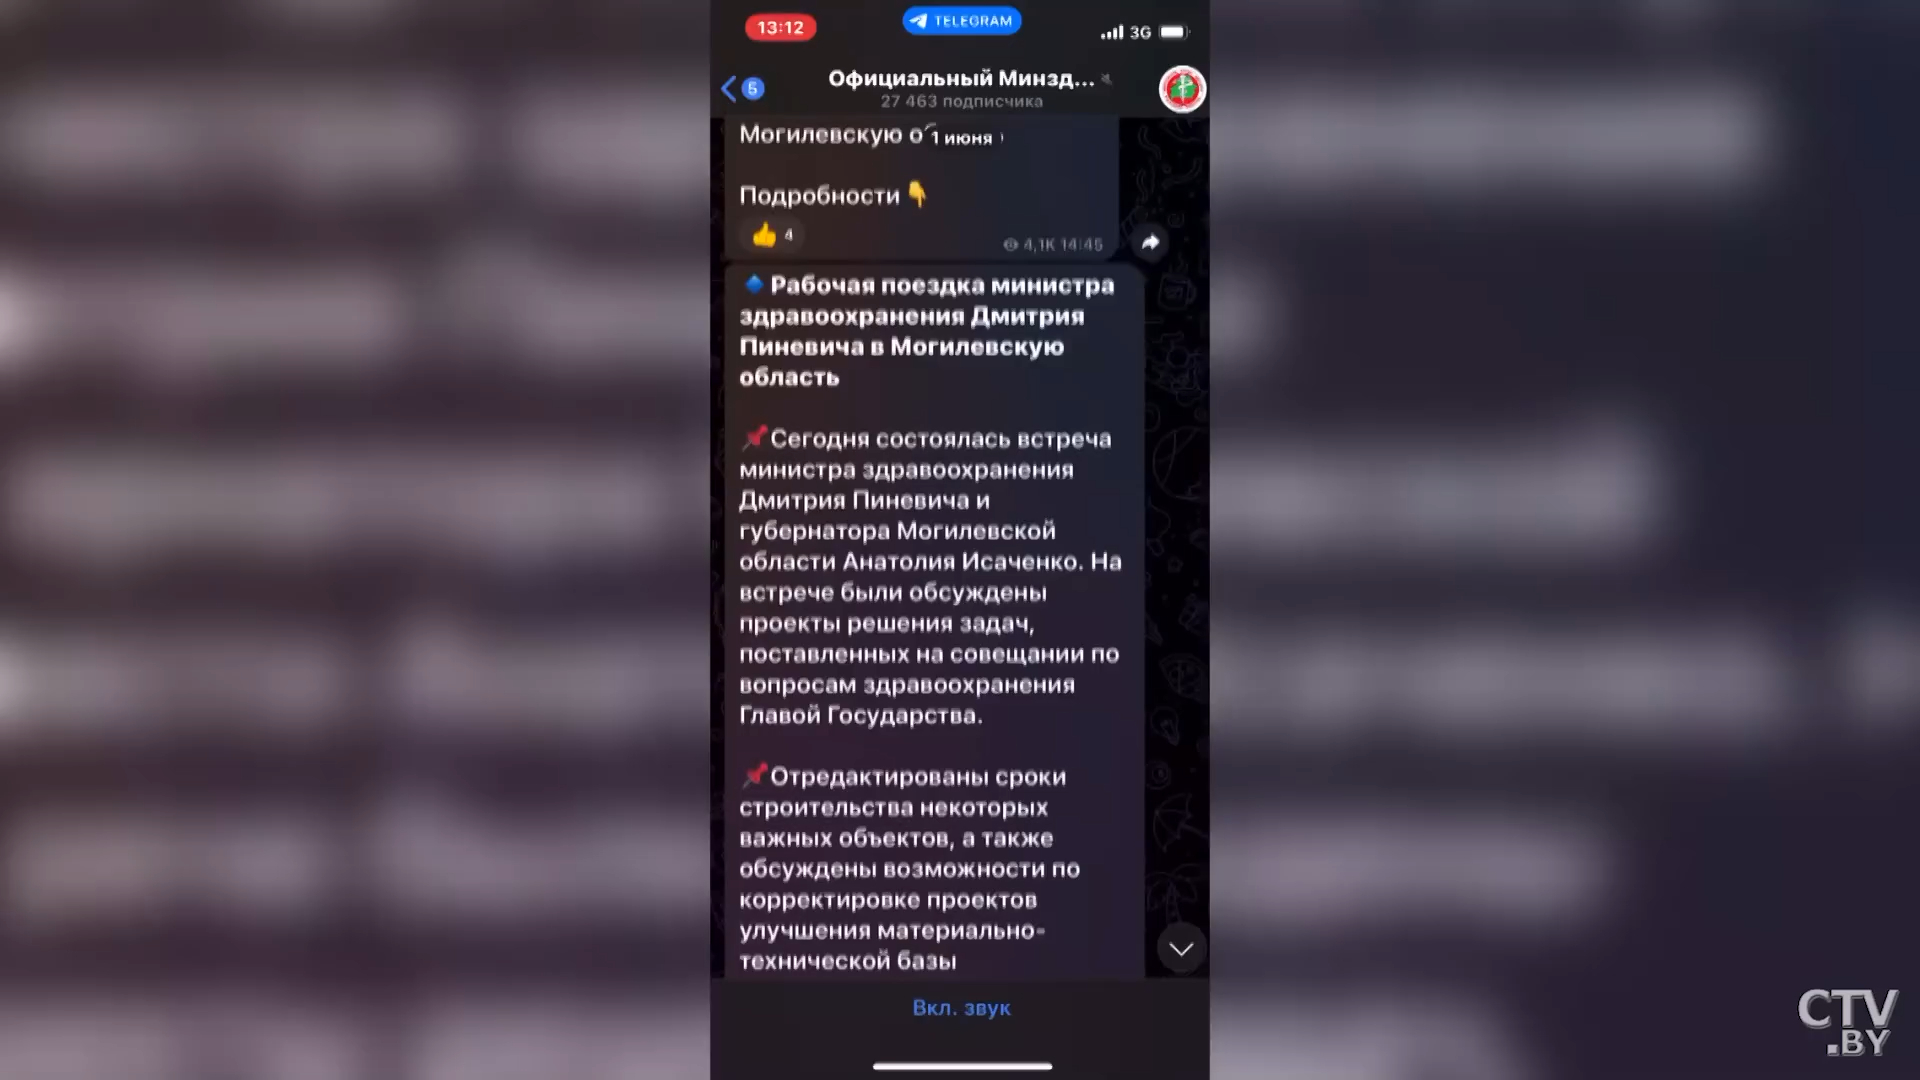 13:12
TELEGRAM
3G
5
Официальный Минзд...
27 463 подписчика
Могилевскую
1 июня
Подробности 👇
👍 4
4,1K 14:45
🔹 Рабочая поездка министра
здравоохранения Дмитрия
Пиневича в Могилевскую
область
📌Сегодня состоялась встреча
министра здравоохранения
Дмитрия Пиневича и
губернатора Могилевской
области Анатолия Исаченко. На
встрече были обсуждены
проекты решения задач,
поставленных на совещании по
вопросам здравоохранения
Главой Государства.
📌Отредактированы сроки
строительства некоторых
важных объектов, а также
обсуждены возможности по
корректировке проектов
улучшения материально-
технической базы
Вкл. звук
CTV
.BY